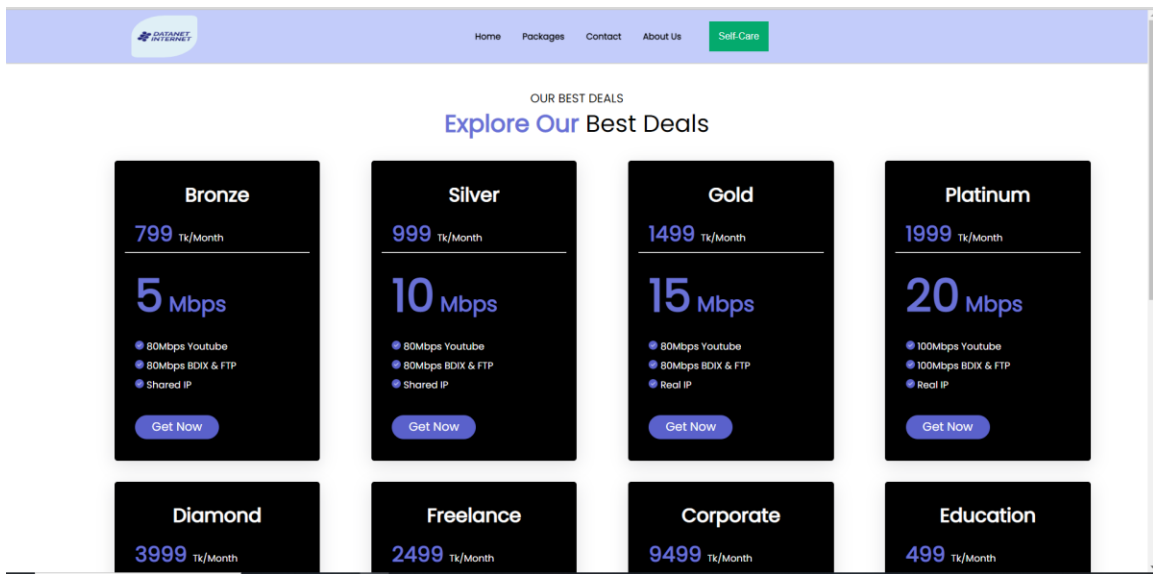 DATANET
INTERNET
Home Packages Contact About Us Self-Care
OUR BEST DEALS
Explore Our Best Deals
Bronze
799 Tk/Month
5 Mbps
80Mbps Youtube
80Mbps BDIX & FTP
Shared IP
Get Now
Silver
999 Tk/Month
10 Mbps
80Mbps Youtube
80Mbps BDIX & FTP
Shared IP
Get Now
Gold
1499 Tk/Month
15 Mbps
80Mbps Youtube
80Mbps BDIX & FTP
Real IP
Get Now
Platinum
1999 Tk/Month
20 Mbps
100Mbps Youtube
100Mbps BDIX & FTP
Real IP
Get Now
Diamond
3999 Tk/Month
Freelance
2499 Tk/Month
Corporate
9499 Tk/Month
Education
499 Tk/Month